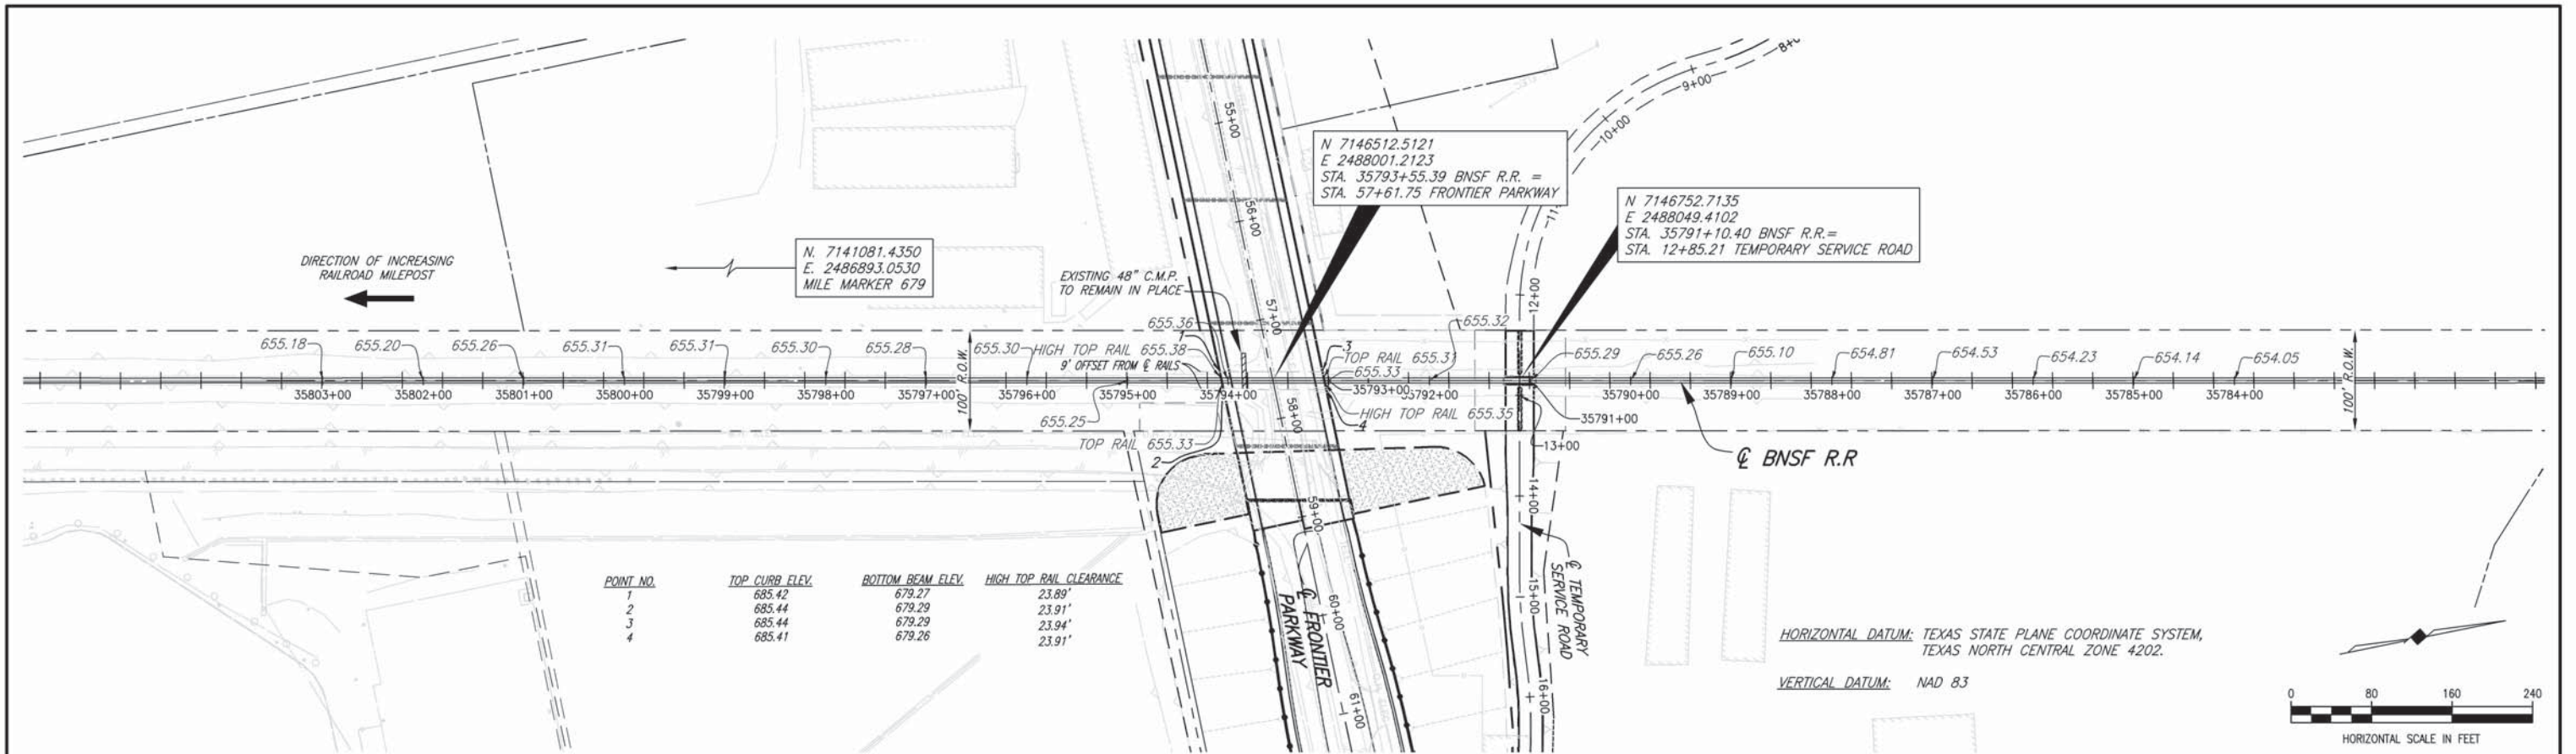 8+
9+00
10+00
11
55+00
56+00
57+00
58+00
59+00
60+00
61+00
N 7146512.5121
E 2488001.2123
STA. 35793+55.39 BNSF R.R. =
STA. 57+61.75 FRONTIER PARKWAY
N 7146752.7135
E 2488049.4102
STA. 35791+10.40 BNSF R.R.=
STA. 12+85.21 TEMPORARY SERVICE ROAD
N. 7141081.4350
E. 2486893.0530
MILE MARKER 679
DIRECTION OF INCREASING
RAILROAD MILEPOST
EXISTING 48" C.M.P.
TO REMAIN IN PLACE
12+00
655.36
1
655.32
655.18
655.20
655.26
655.31
655.31
655.30
655.28
655.30
HIGH TOP RAIL 655.38
9' OFFSET FROM ℄ RAILS
3
TOP RAIL 655.31
655.33
655.29
655.26
655.10
654.81
654.53
654.23
654.14
654.05
100' R.O.W.
100' R.O.W.
35803+00
35802+00
35801+00
35800+00
35799+00
35798+00
35797+00
35796+00
35795+00
35794+00
35793+00
35792+00
35790+00
35789+00
35788+00
35787+00
35786+00
35785+00
35784+00
655.25
HIGH TOP RAIL 655.35
4
35791+00
TOP RAIL 655.33
2
13+00
℄ BNSF R.R
14+00
15+00
16+00
℄ TEMPORARY
SERVICE ROAD
℄ FRONTIER
PARKWAY
POINT NO. TOP CURB ELEV. BOTTOM BEAM ELEV. HIGH TOP RAIL CLEARANCE
1 685.42 679.27 23.89'
2 685.44 679.29 23.91'
3 685.44 679.29 23.94'
4 685.41 679.26 23.91'
HORIZONTAL DATUM: TEXAS STATE PLANE COORDINATE SYSTEM,
TEXAS NORTH CENTRAL ZONE 4202.
VERTICAL DATUM: NAD 83
0 80 160 240
HORIZONTAL SCALE IN FEET